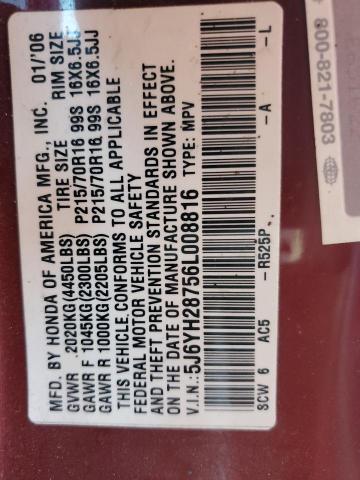 MFD. BY HONDA OF AMERICA MFG., INC. 01/'06
GVWR 2020KG(4450LBS) TIRE SIZE RIM SIZE
GAWR F 1045KG(2300LBS) P215/70R16 99S 16X6.5JJ
GAWR R 1000KG(2205LBS) P215/70R16 99S 16X6.5JJ
THIS VEHICLE CONFORMS TO ALL APPLICABLE
FEDERAL MOTOR VEHICLE SAFETY
AND THEFT PREVENTION STANDARDS IN EFFECT
ON THE DATE OF MANUFACTURE SHOWN ABOVE.
V.I.N.: 5J6YH28756L008816 TYPE: MPV
SCW 6 AC5 -R525P -A -L
800-821-7803